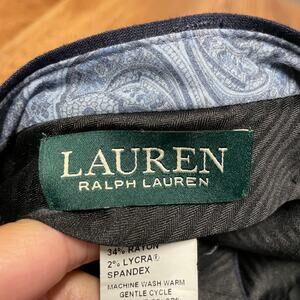 LAUREN
RALPH LAUREN
34% RAYON
2% LYCRA®
SPANDEX
MACHINE WASH WARM
GENTLE CYCLE